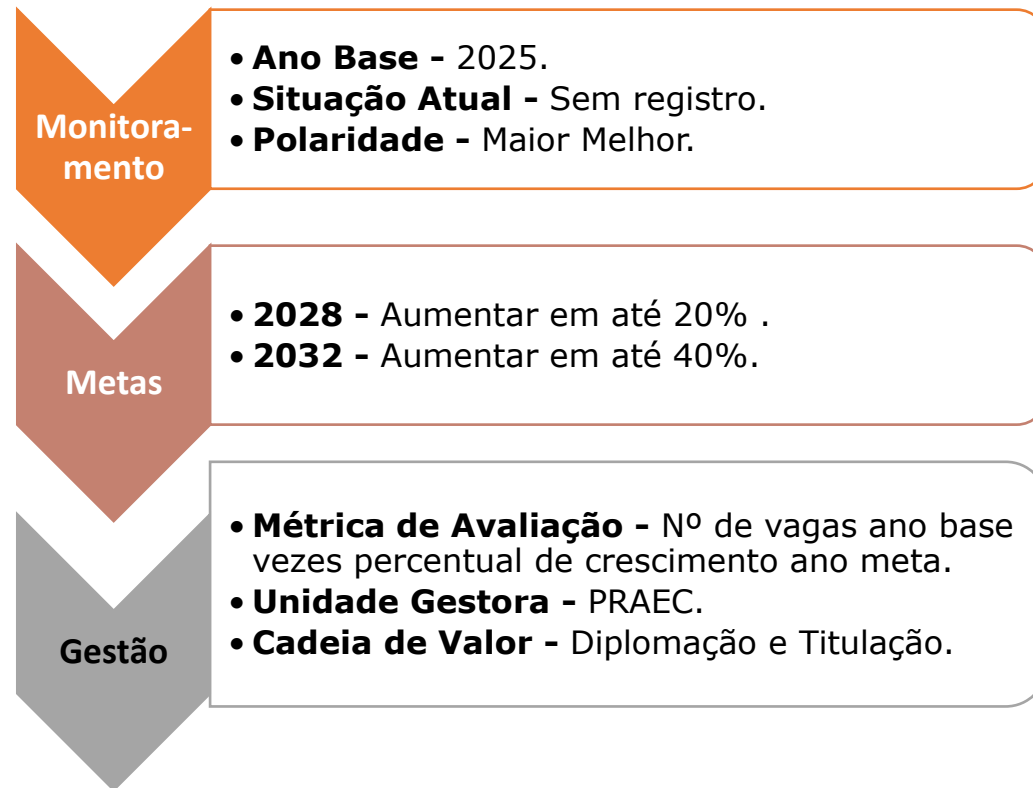 Monitora-
mento
• Ano Base - 2025.
• Situação Atual - Sem registro.
• Polaridade - Maior Melhor.
Metas
• 2028 - Aumentar em até 20% .
• 2032 - Aumentar em até 40%.
Gestão
• Métrica de Avaliação - Nº de vagas ano base
vezes percentual de crescimento ano meta.
• Unidade Gestora - PRAEC.
• Cadeia de Valor - Diplomação e Titulação.